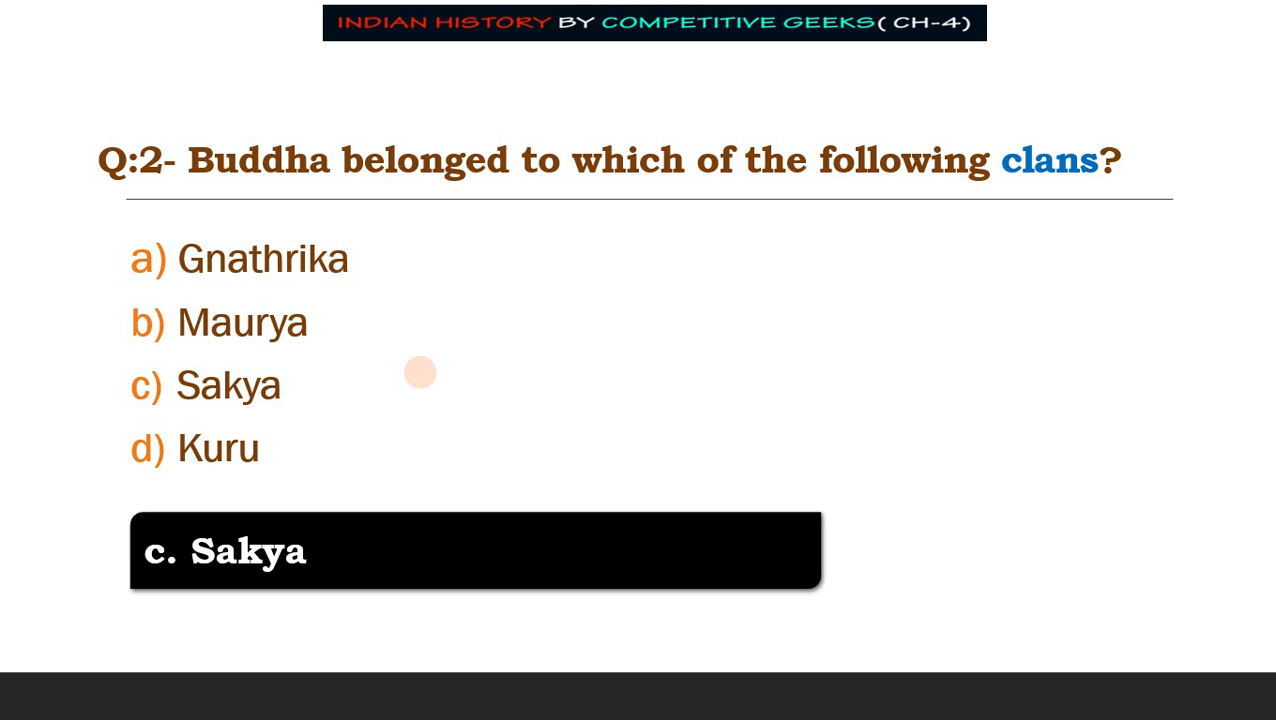 INDIAN HISTORY BY COMPETITIVE GEEKS( CH-4)
Q:2- Buddha belonged to which of the following clans?
a) Gnathrika
b) Maurya
c) Sakya
d) Kuru
c. Sakya